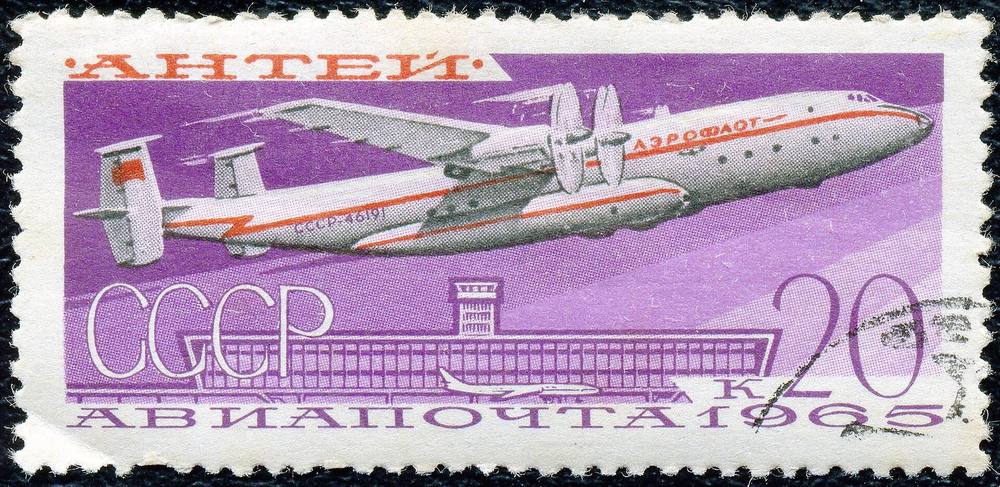 ·АНТЕЙ·
АЭРОФЛОТ
СССР-46191
СССР
20
К
АВИАПОЧТА 1965